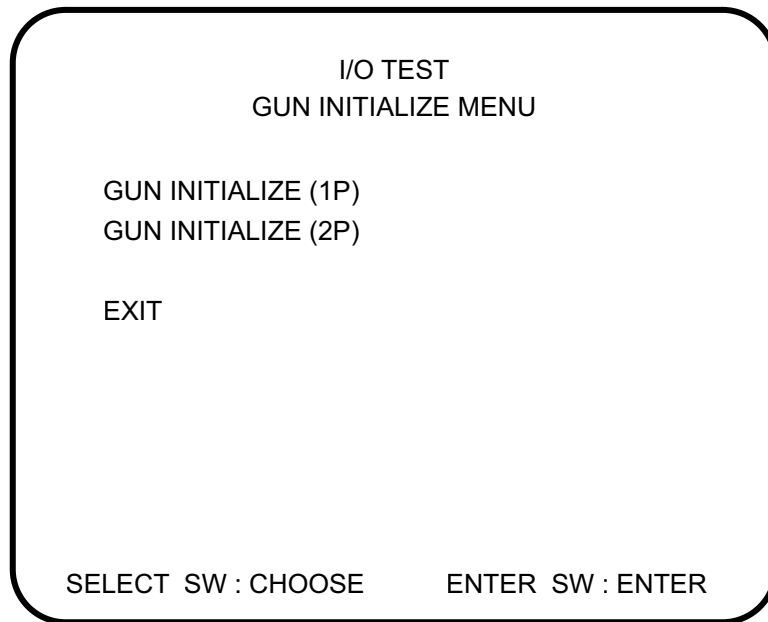 I/O TEST
GUN INITIALIZE MENU
GUN INITIALIZE (1P)
GUN INITIALIZE (2P)
EXIT
SELECT SW : CHOOSE ENTER SW : ENTER